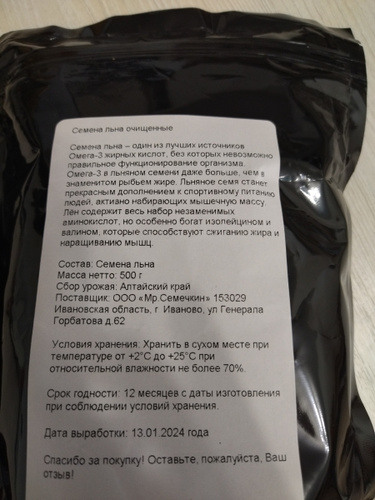 Семена льна очищенные
Семена льна – один из лучших источников
Омега-3 жирных кислот, без которых невозможно
правильное функционирование организма.
Омега-3 в льняном семени даже больше, чем в
знаменитом рыбьем жире. Льняное семя станет
прекрасным дополнением к спортивному питанию
людей, активно набирающих мышечную массу.
Лен содержит весь набор незаменимых
аминокислот, но особенно богат изолейцином и
валином, которые способствуют сжиганию жира и
наращиванию мышц.
Состав: Семена льна
Масса нетто: 500 г
Сбор урожая: Алтайский край
Поставщик: ООО «Мр.Семечкин» 153029
Ивановская область, г Иваново, ул Генерала
Горбатова д.62
Условия хранения: Хранить в сухом месте при
температуре от +2°С до +25°С при
относительной влажности не более 70%.
Срок годности: 12 месяцев с даты изготовления
при соблюдении условий хранения.
Дата выработки: 13.01.2024 года
Спасибо за покупку! Оставьте, пожалуйста, Ваш
отзыв!